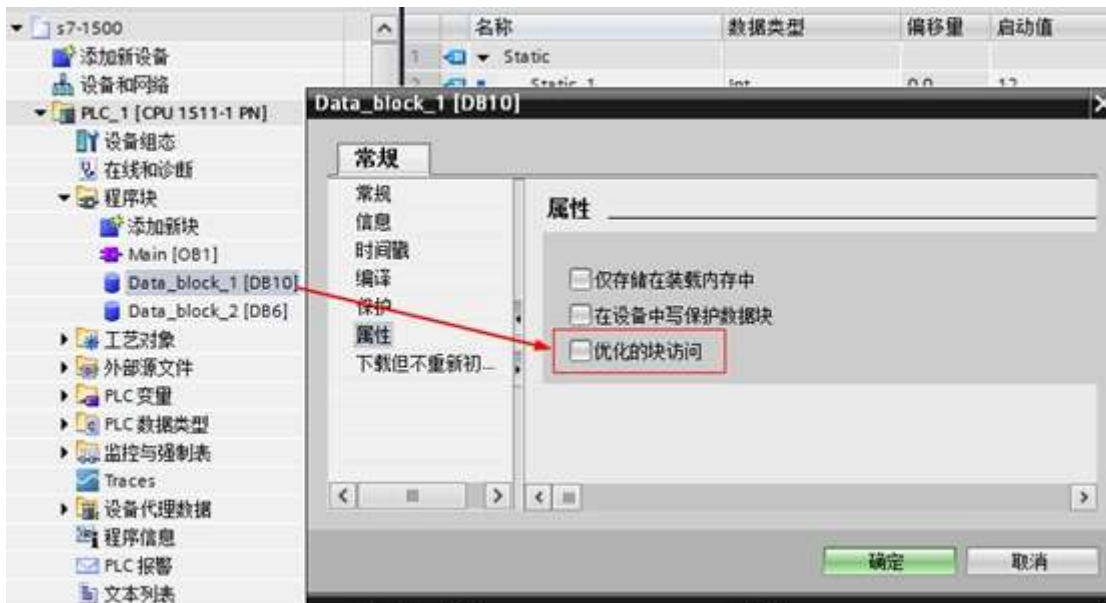 s7-1500
添加新设备
设备和网络
PLC_1 [CPU 1511-1 PN]
设备组态
在线和诊断
程序块
添加新块
Main [OB1]
Data_block_1 [DB10]
Data_block_2 [DB6]
工艺对象
外部源文件
PLC 变量
PLC 数据类型
监控与强制表
Traces
设备代理数据
程序信息
PLC 报警
文本列表
名称 数据类型 偏移量 启动值
1 Static
2 Static_1 Int 0.0 12
Data_block_1 [DB10]
常规
常规
信息
时间戳
编译
保护
属性
下载但不重新初...
属性
仅存储在装载内存中
在设备中写保护数据块
优化的块访问
确定 取消